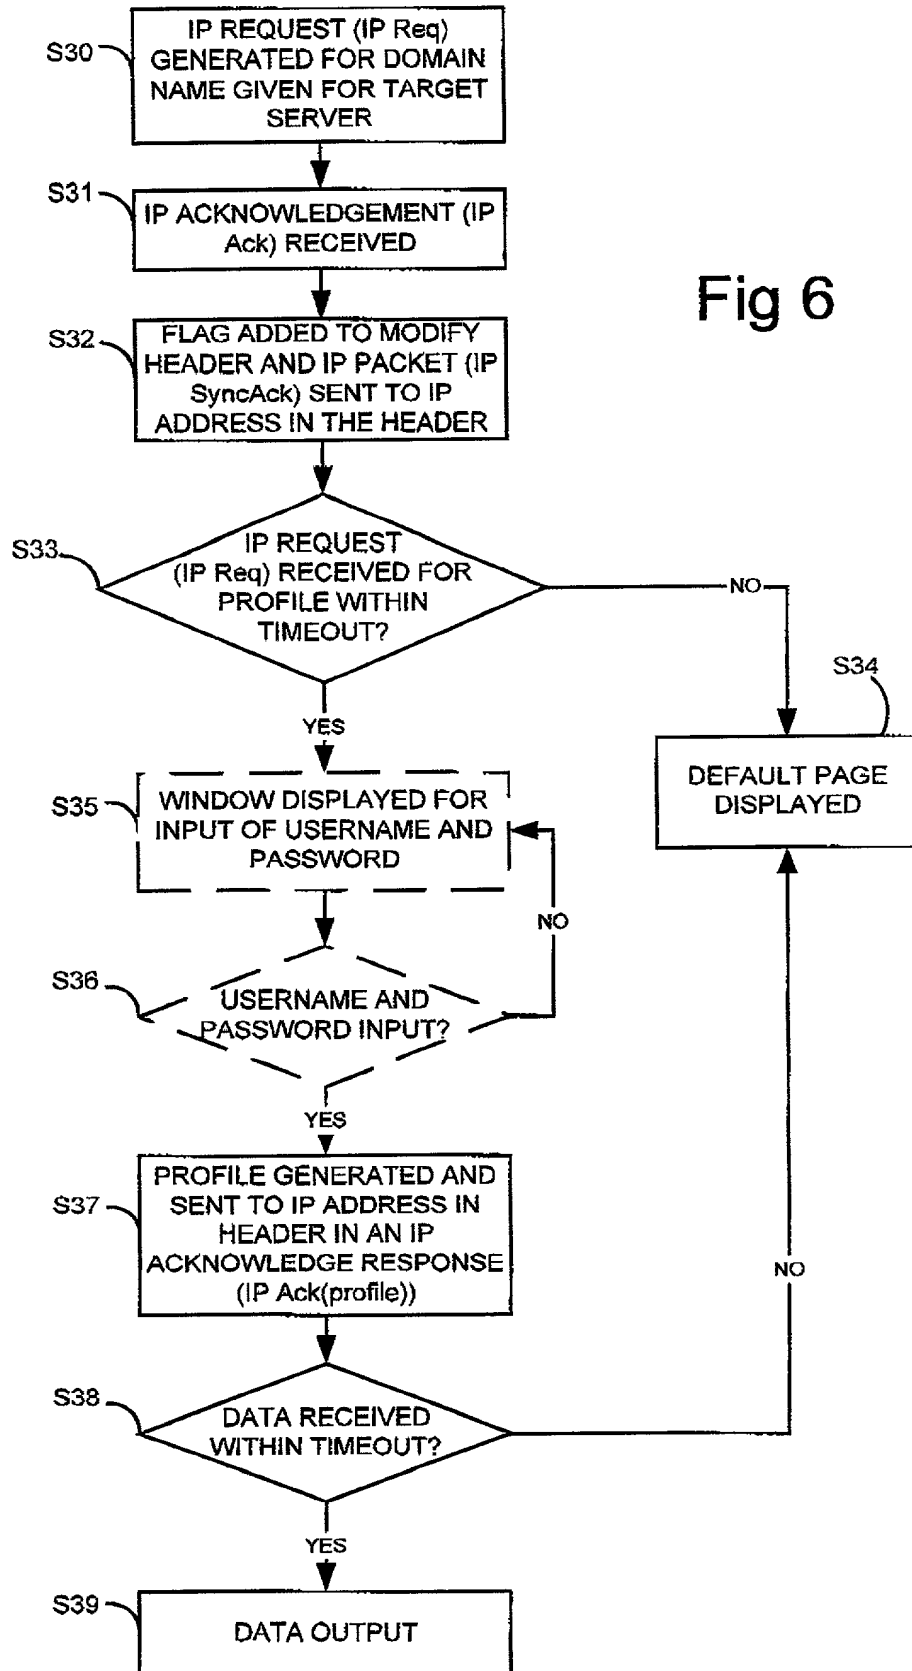 S30
IP REQUEST (IP Req)
GENERATED FOR DOMAIN
NAME GIVEN FOR TARGET
SERVER
S31
IP ACKNOWLEDGEMENT (IP
Ack) RECEIVED
Fig 6
S32
FLAG ADDED TO MODIFY
HEADER AND IP PACKET (IP
SyncAck) SENT TO IP
ADDRESS IN THE HEADER
S33
IP REQUEST
(IP Req) RECEIVED FOR
PROFILE WITHIN
TIMEOUT?
NO
S34
DEFAULT PAGE
DISPLAYED
YES
S35
WINDOW DISPLAYED FOR
INPUT OF USERNAME AND
PASSWORD
NO
S36
USERNAME AND
PASSWORD INPUT?
YES
S37
PROFILE GENERATED AND
SENT TO IP ADDRESS IN
HEADER IN AN IP
ACKNOWLEDGE RESPONSE
(IP Ack(profile))
NO
S38
DATA RECEIVED
WITHIN TIMEOUT?
YES
S39
DATA OUTPUT